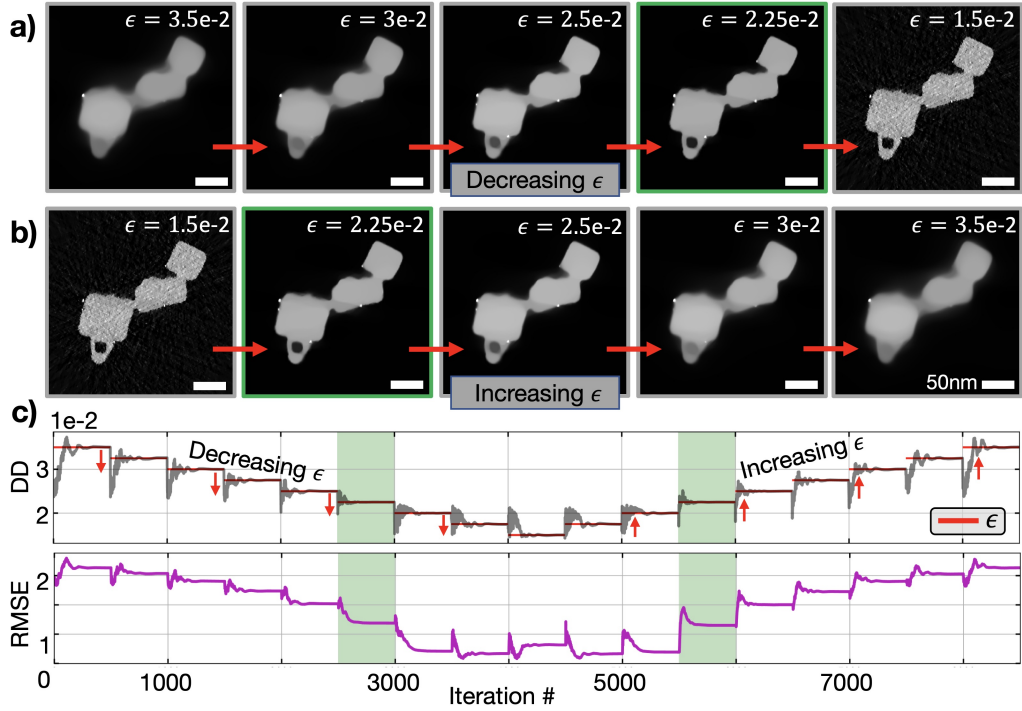 a)
ϵ = 3.5e-2
ϵ = 3e-2
ϵ = 2.5e-2
ϵ = 2.25e-2
ϵ = 1.5e-2
Decreasing ϵ
b)
ϵ = 1.5e-2
ϵ = 2.25e-2
ϵ = 2.5e-2
ϵ = 3e-2
ϵ = 3.5e-2
Increasing ϵ
50nm
c)
1e-2
DD
3
2
Decreasing ϵ
Increasing ϵ
ϵ
RMSE
2
1
0 1000 3000 5000 7000
Iteration #